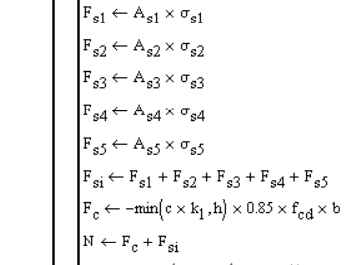 F_s1 ← A_s1 × σ_s1
F_s2 ← A_s2 × σ_s2
F_s3 ← A_s3 × σ_s3
F_s4 ← A_s4 × σ_s4
F_s5 ← A_s5 × σ_s5
F_si ← F_s1 + F_s2 + F_s3 + F_s4 + F_s5
F_c ← −min(c × k_1, h) × 0.85 × f_cd × b
N ← F_c + F_si